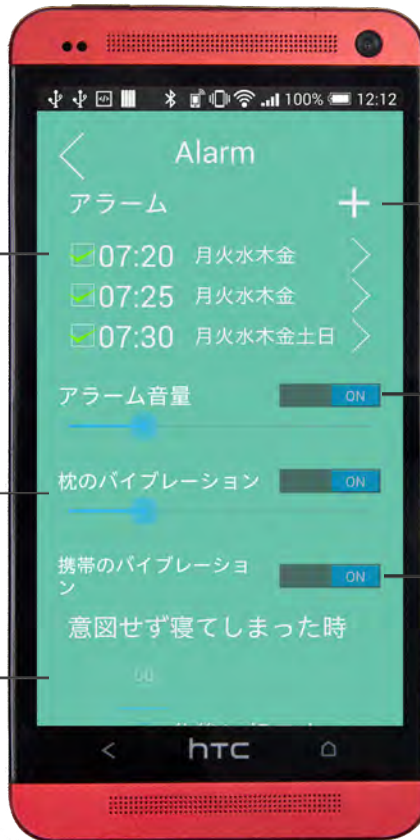 100% 12:12
Alarm
アラーム
07:20 月火水木金
07:25 月火水木金
07:30 月火水木金土日
アラーム音量 ON
枕のバイブレーション ON
携帯のバイブレーショ ON
ン
意図せず寝てしまった時
60
hTC